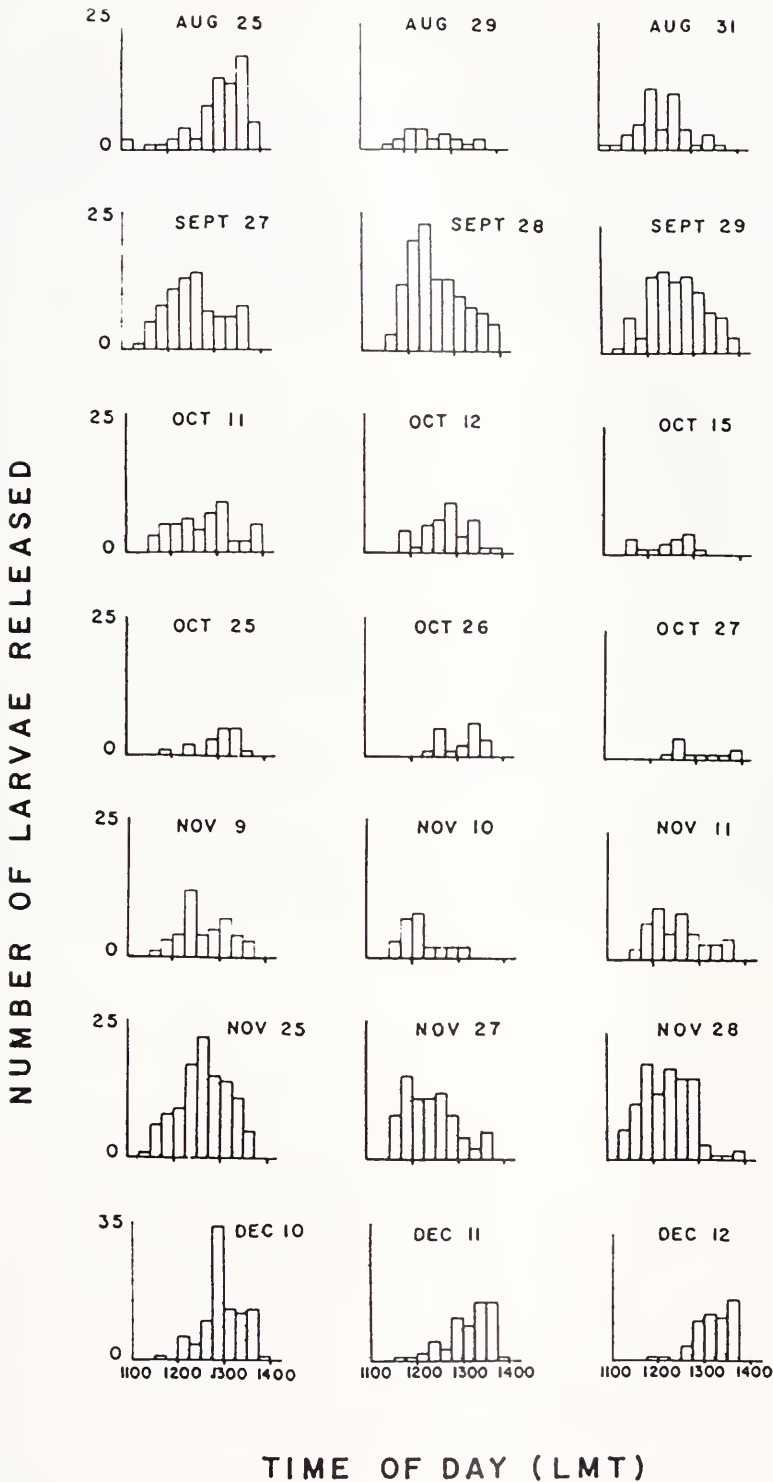 NUMBER OF LARVAE RELEASED
25
AUG 25
AUG 29
AUG 31
0
25
SEPT 27
SEPT 28
SEPT 29
0
25
OCT 11
OCT 12
OCT 15
0
25
OCT 25
OCT 26
OCT 27
0
25
NOV 9
NOV 10
NOV 11
0
25
NOV 25
NOV 27
NOV 28
0
35
DEC 10
DEC 11
DEC 12
0
1100 1200 1300 1400
1100 1200 1300 1400
1100 1200 1300 1400
TIME OF DAY (LMT)